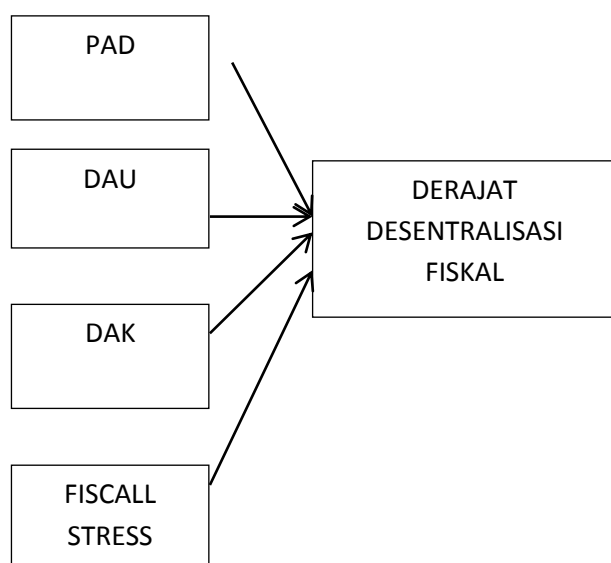 PAD
DAU
DERAJAT
DESENTRALISASI
FISKAL
DAK
FISCALL
STRESS